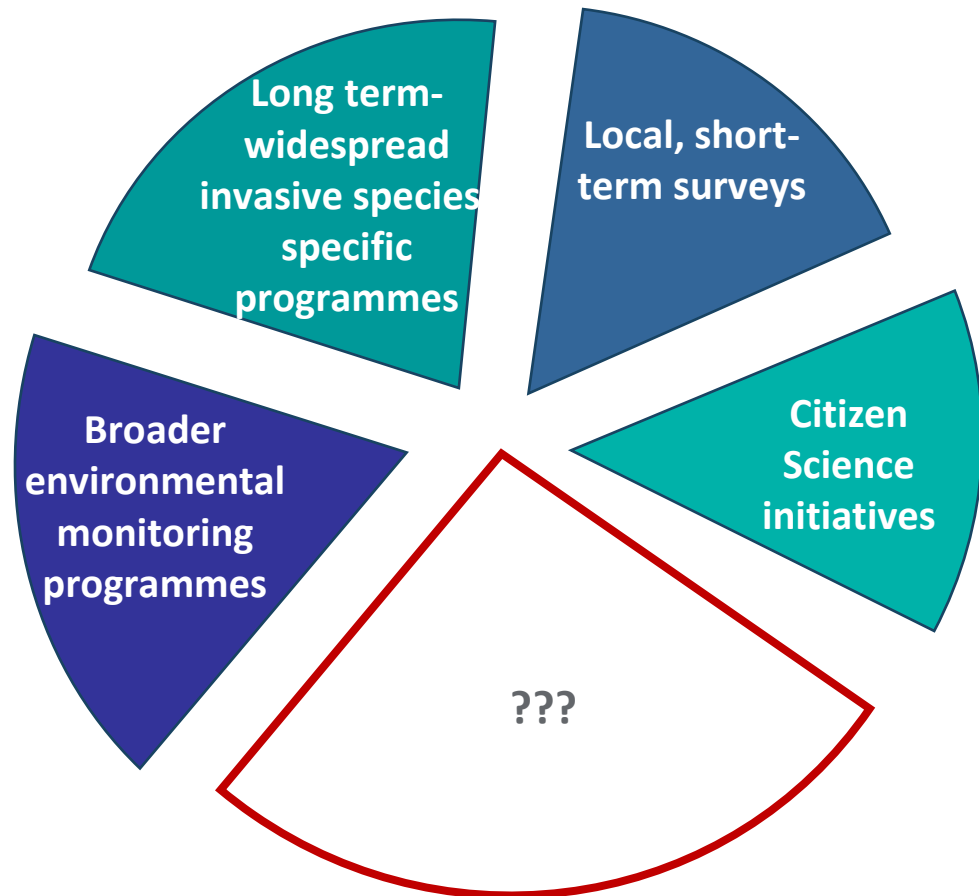 Long term-
widespread
invasive species
specific
programmes
Local, short-
term surveys
Citizen
Science
initiatives
Broader
environmental
monitoring
programmes
???